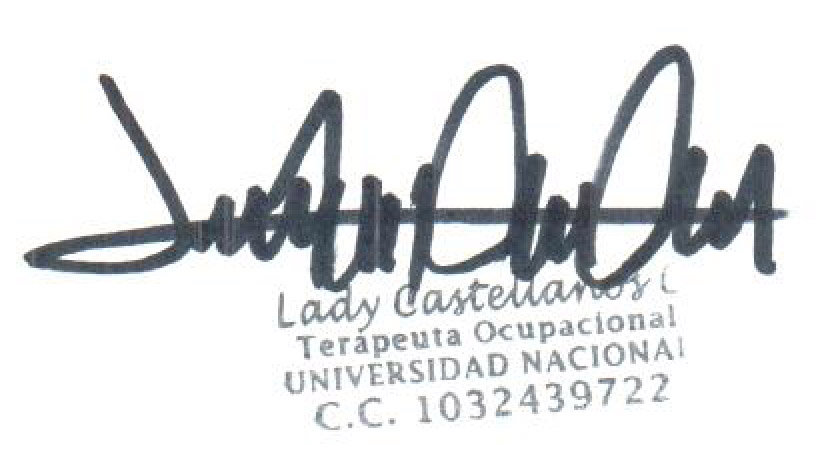 Lady Castellanos C
Terapeuta Ocupacional
UNIVERSIDAD NACIONAL
C.C. 1032439722